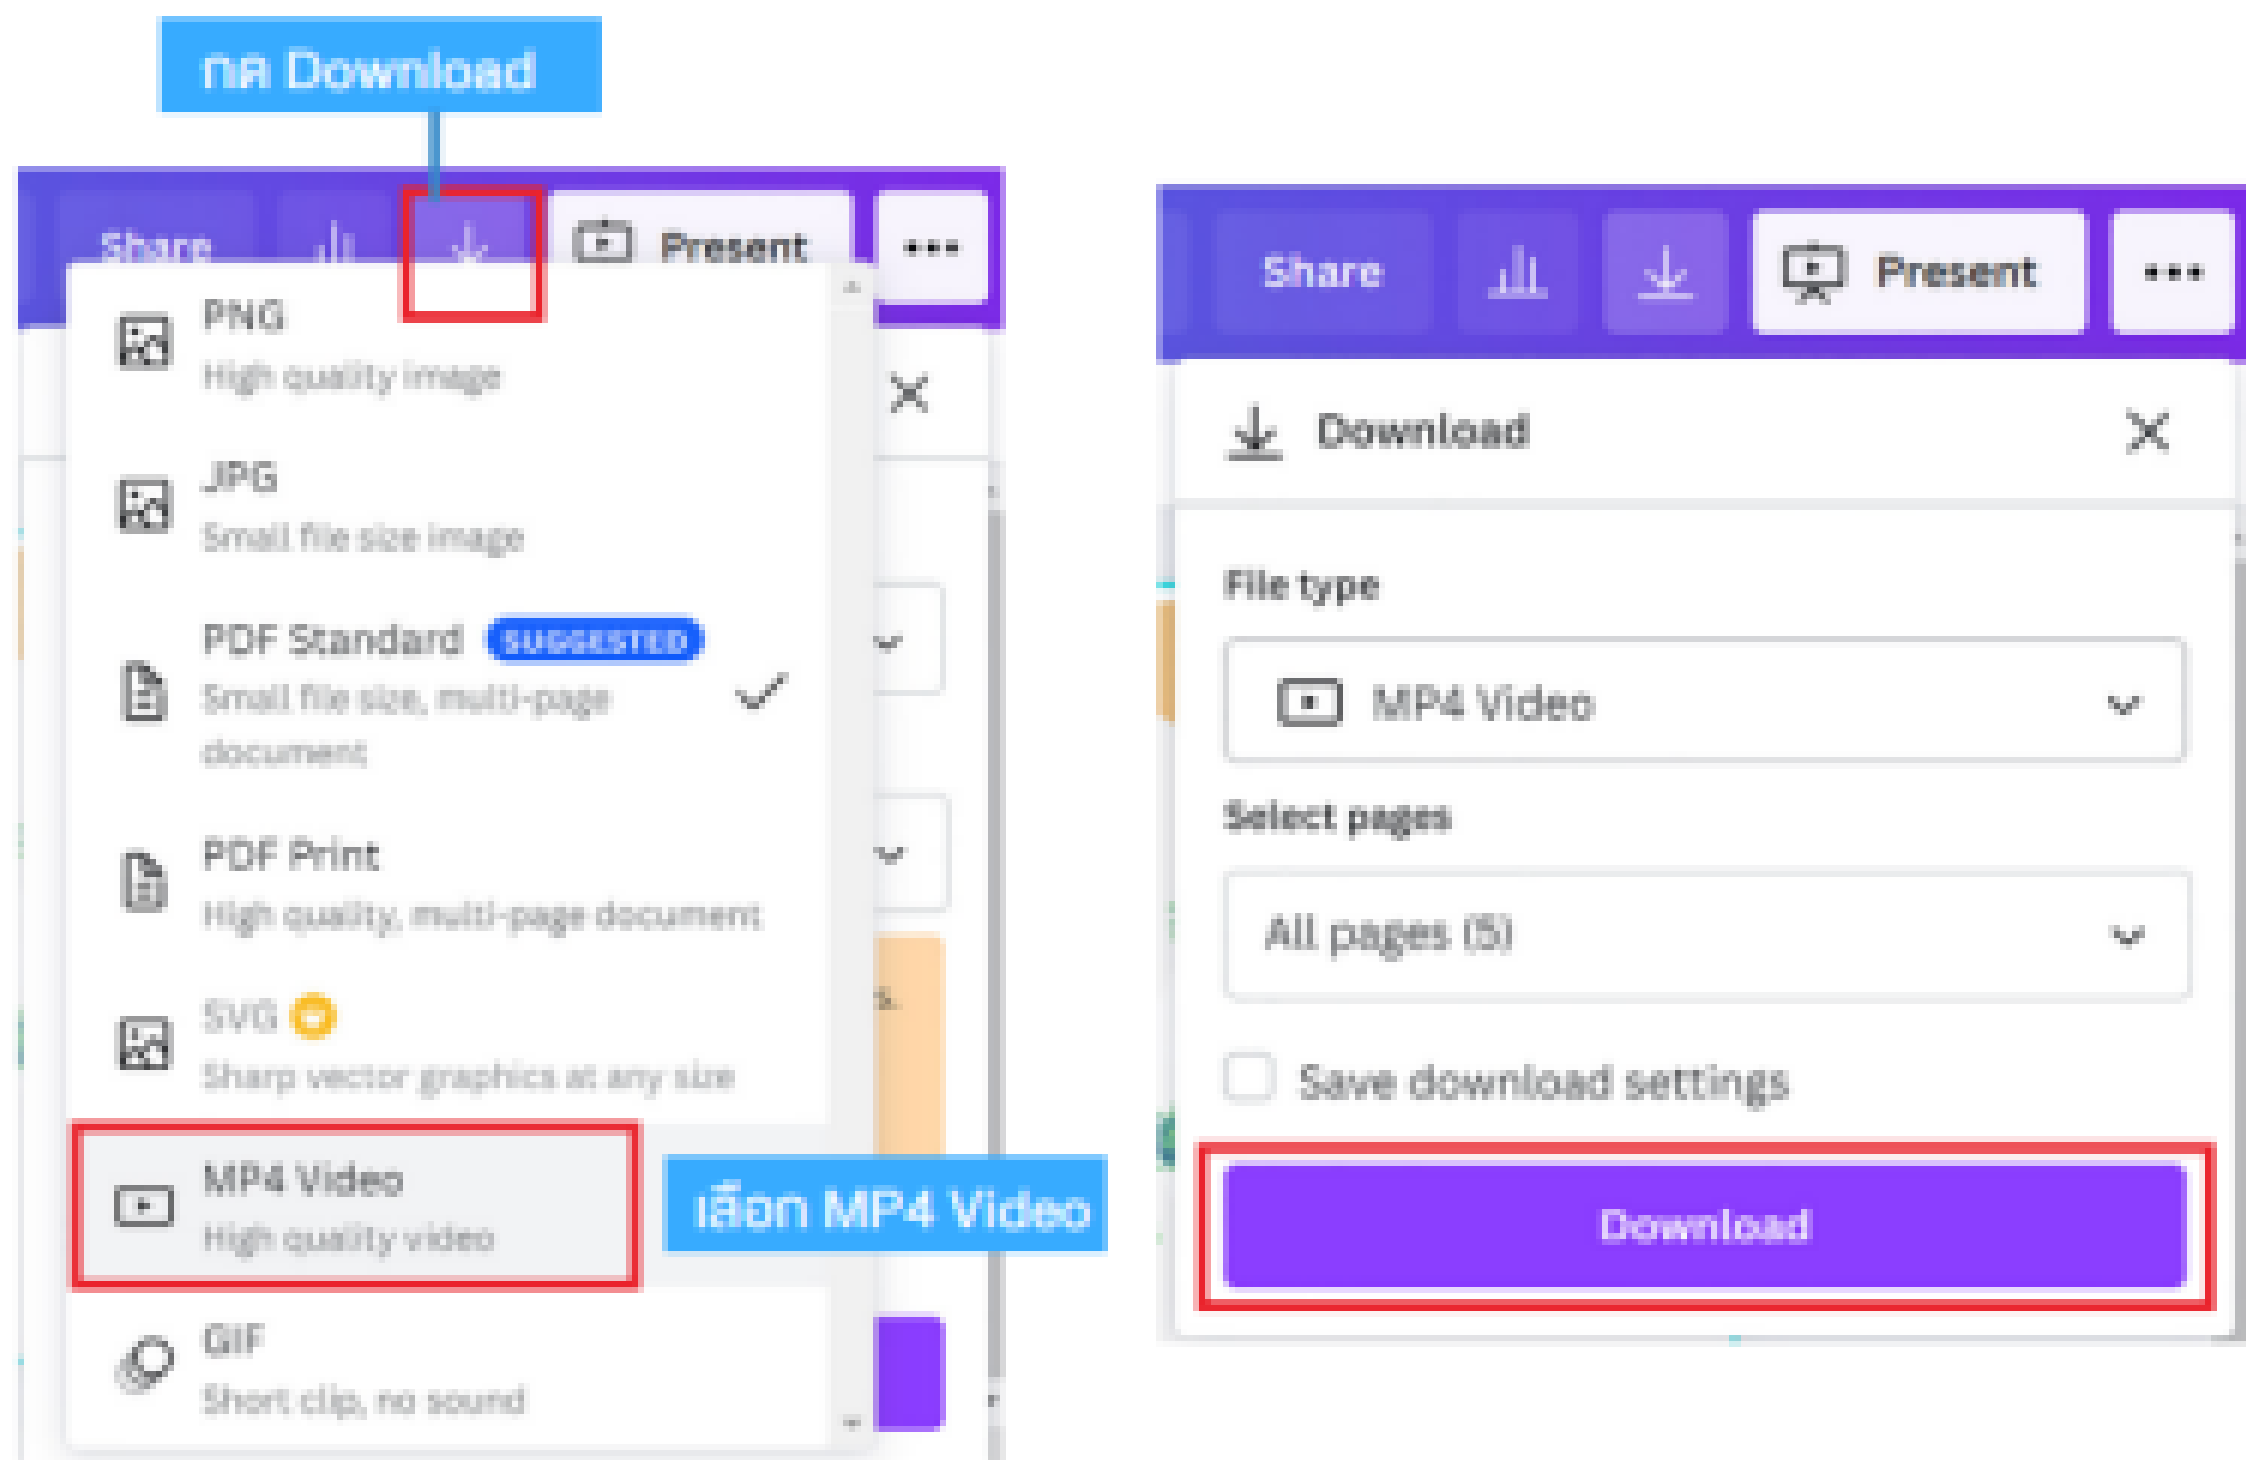 กด Download
Share
Present
PNG
High quality image
JPG
Small file size image
PDF Standard SUGGESTED
Small file size, multi-page
document
PDF Print
High quality, multi-page document
s.
SVG
Sharp vector graphics at any size
MP4 Video
High quality video
เลือก MP4 Video
GIF
Short clip, no sound
Share
Present
Download
File type
MP4 Video
Select pages
All pages (5)
Save download settings
Download